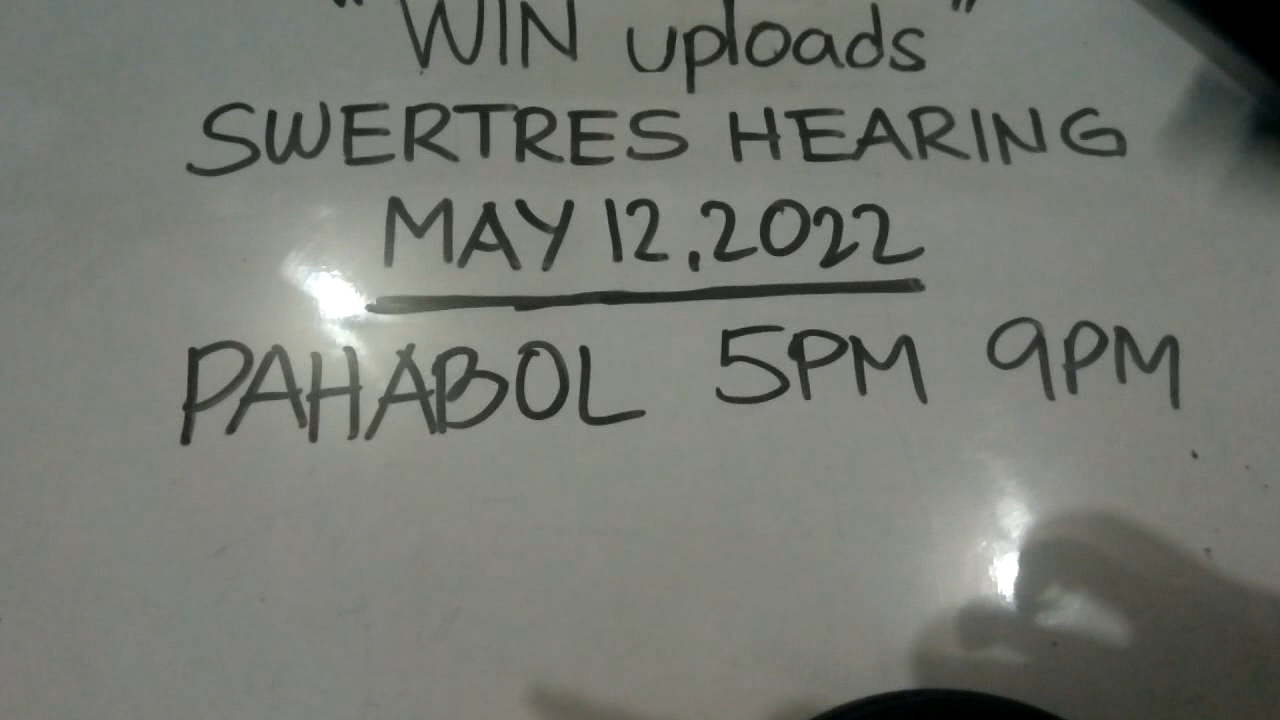 "WIN uploads"
SWERTRES HEARING
MAY 12, 2022
PAHABOL 5PM 9PM